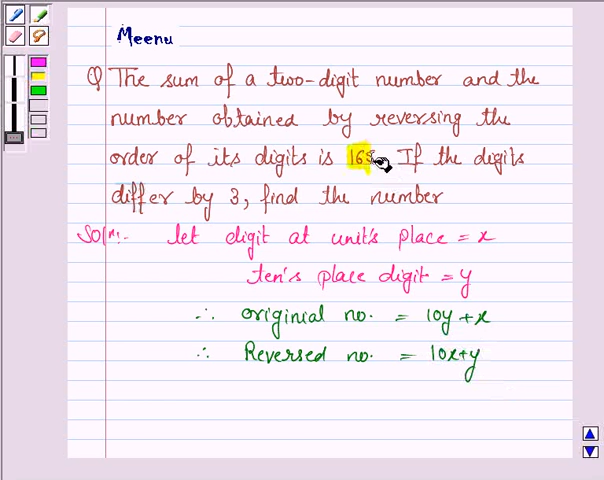 Meenu
Q The sum of a two-digit number and the
number obtained by reversing the
order of its digits is 165. If the digits
differ by 3, find the number
Solⁿ:- let digit at unit's place = x
ten's place digit = y
∴ originial no. = 10y+x
∴ Reversed no. = 10x+y